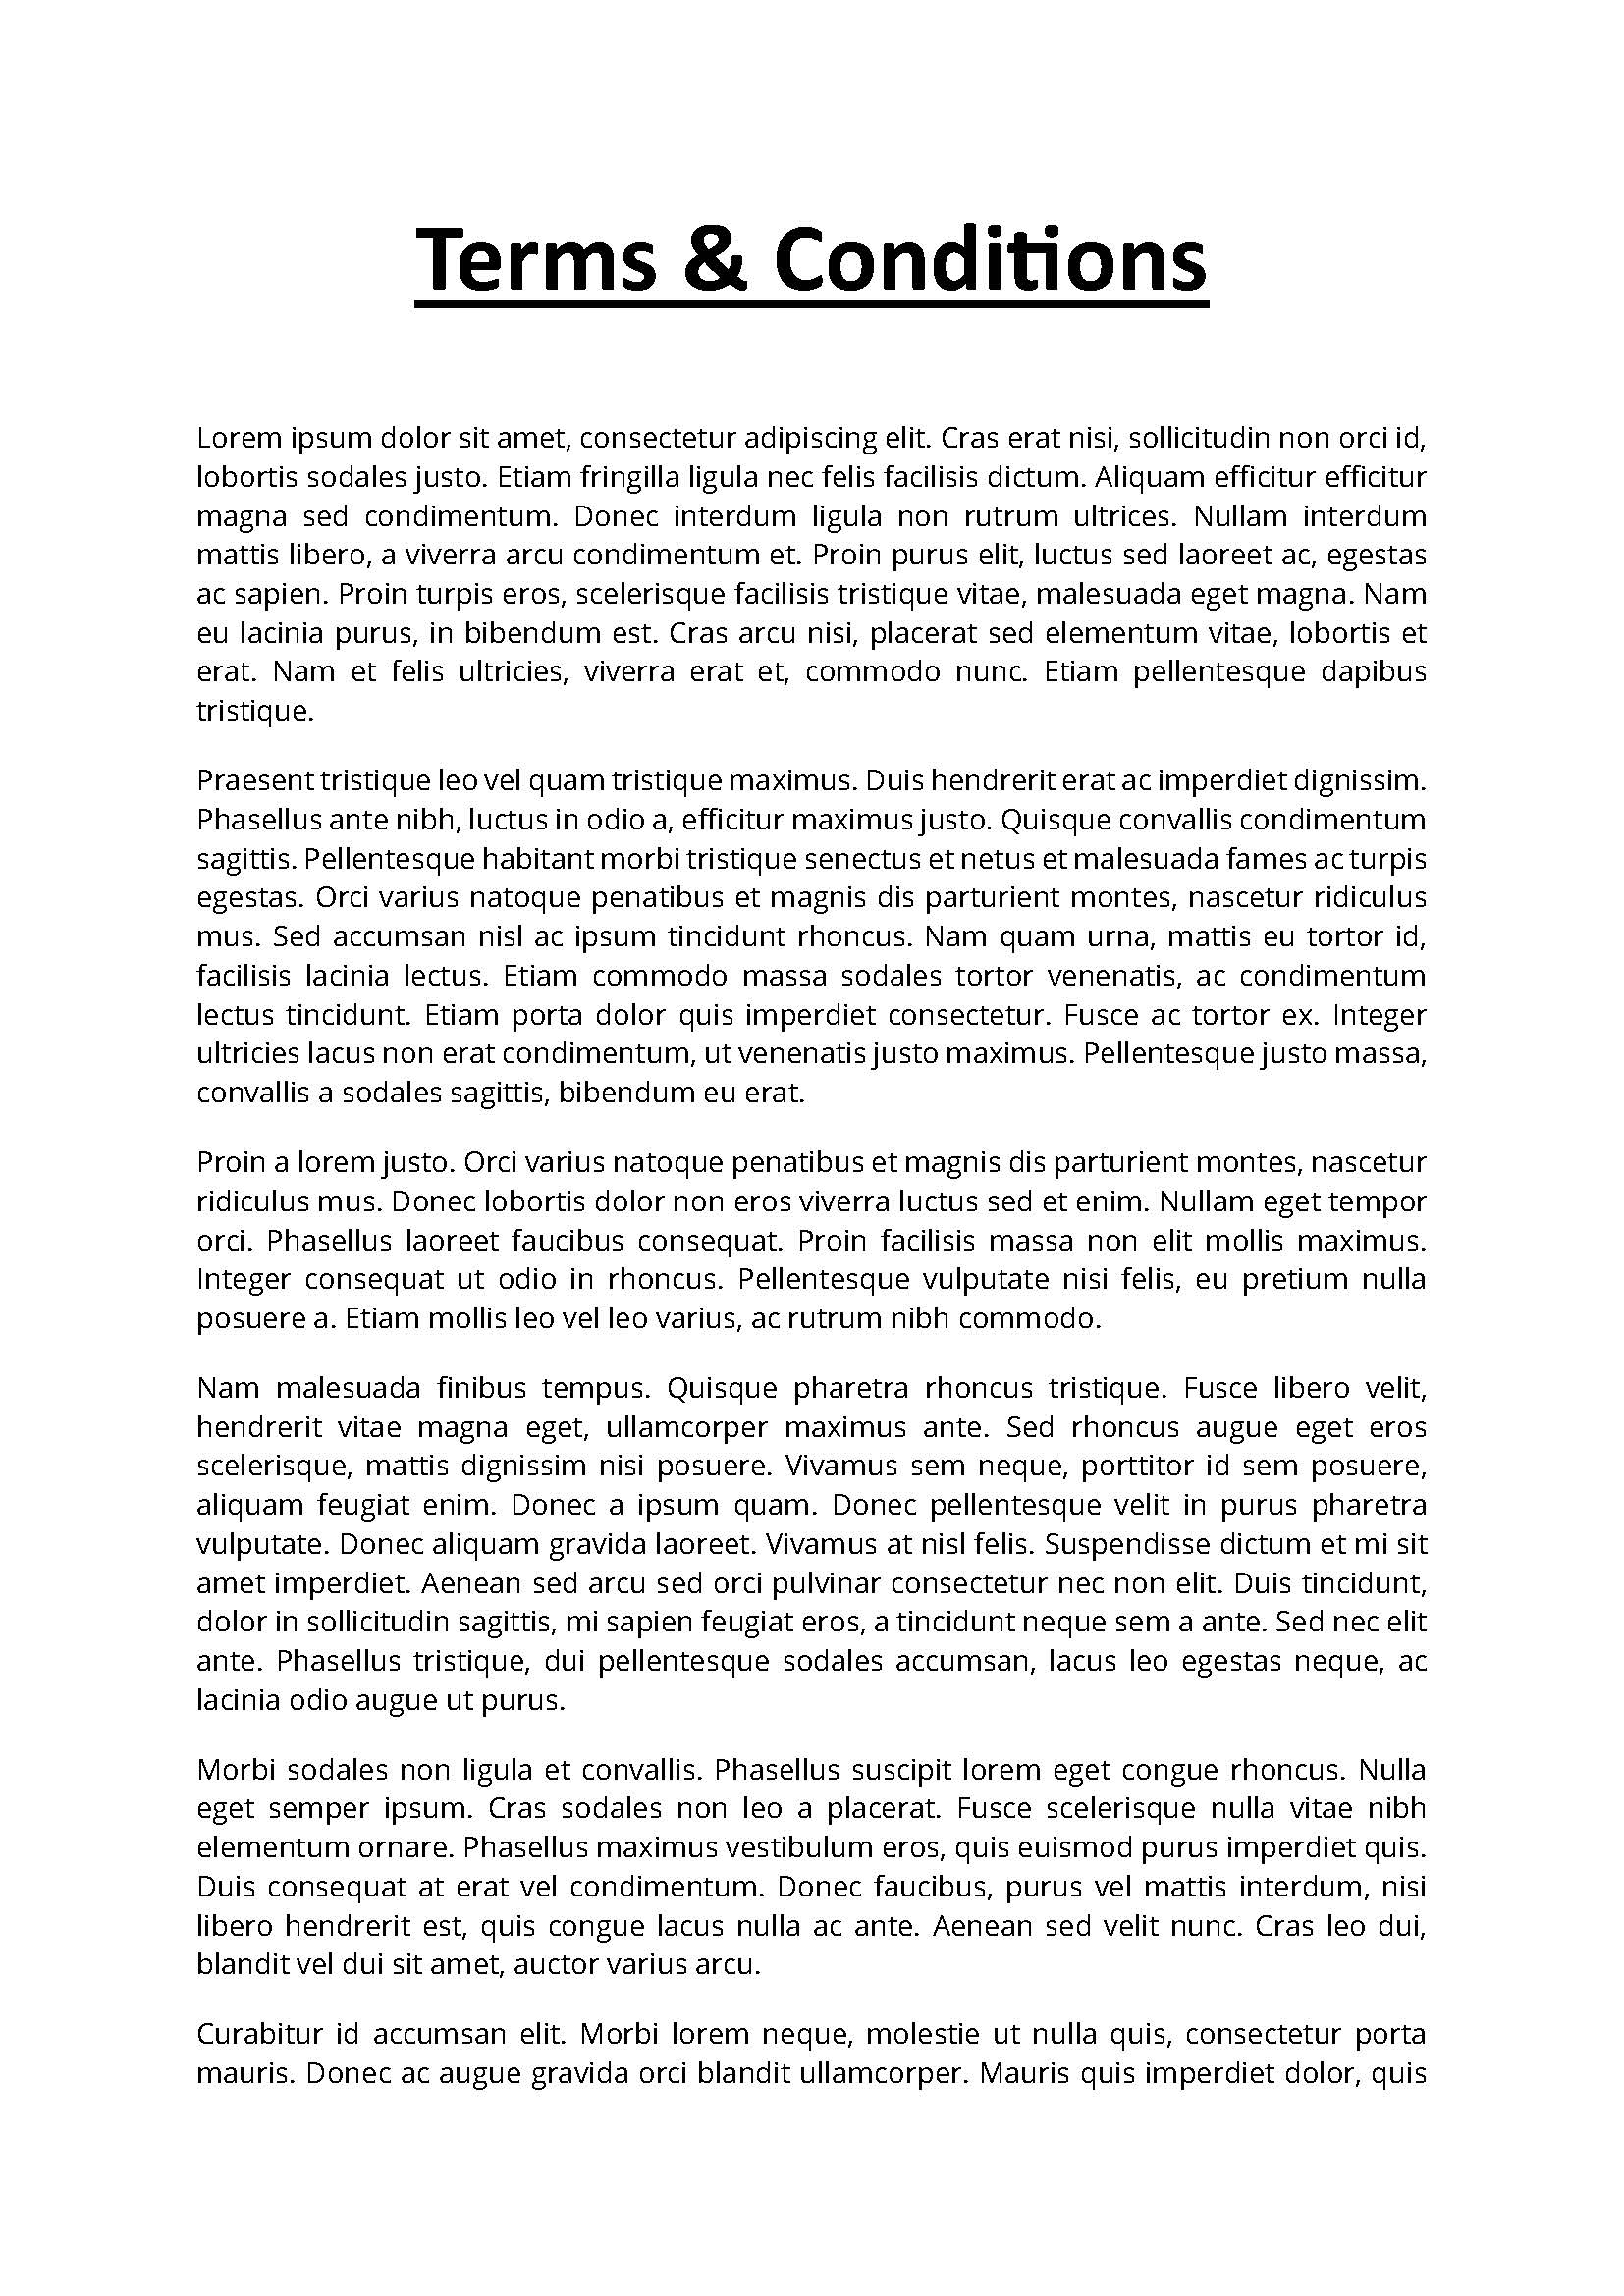 Terms & Conditions
Lorem ipsum dolor sit amet, consectetur adipiscing elit. Cras erat nisi, sollicitudin non orci id,
lobortis sodales justo. Etiam fringilla ligula nec felis facilisis dictum. Aliquam efficitur efficitur
magna sed condimentum. Donec interdum ligula non rutrum ultrices. Nullam interdum
mattis libero, a viverra arcu condimentum et. Proin purus elit, luctus sed laoreet ac, egestas
ac sapien. Proin turpis eros, scelerisque facilisis tristique vitae, malesuada eget magna. Nam
eu lacinia purus, in bibendum est. Cras arcu nisi, placerat sed elementum vitae, lobortis et
erat. Nam et felis ultricies, viverra erat et, commodo nunc. Etiam pellentesque dapibus
tristique.
Praesent tristique leo vel quam tristique maximus. Duis hendrerit erat ac imperdiet dignissim.
Phasellus ante nibh, luctus in odio a, efficitur maximus justo. Quisque convallis condimentum
sagittis. Pellentesque habitant morbi tristique senectus et netus et malesuada fames ac turpis
egestas. Orci varius natoque penatibus et magnis dis parturient montes, nascetur ridiculus
mus. Sed accumsan nisl ac ipsum tincidunt rhoncus. Nam quam urna, mattis eu tortor id,
facilisis lacinia lectus. Etiam commodo massa sodales tortor venenatis, ac condimentum
lectus tincidunt. Etiam porta dolor quis imperdiet consectetur. Fusce ac tortor ex. Integer
ultricies lacus non erat condimentum, ut venenatis justo maximus. Pellentesque justo massa,
convallis a sodales sagittis, bibendum eu erat.
Proin a lorem justo. Orci varius natoque penatibus et magnis dis parturient montes, nascetur
ridiculus mus. Donec lobortis dolor non eros viverra luctus sed et enim. Nullam eget tempor
orci. Phasellus laoreet faucibus consequat. Proin facilisis massa non elit mollis maximus.
Integer consequat ut odio in rhoncus. Pellentesque vulputate nisi felis, eu pretium nulla
posuere a. Etiam mollis leo vel leo varius, ac rutrum nibh commodo.
Nam malesuada finibus tempus. Quisque pharetra rhoncus tristique. Fusce libero velit,
hendrerit vitae magna eget, ullamcorper maximus ante. Sed rhoncus augue eget eros
scelerisque, mattis dignissim nisi posuere. Vivamus sem neque, porttitor id sem posuere,
aliquam feugiat enim. Donec a ipsum quam. Donec pellentesque velit in purus pharetra
vulputate. Donec aliquam gravida laoreet. Vivamus at nisl felis. Suspendisse dictum et mi sit
amet imperdiet. Aenean sed arcu sed orci pulvinar consectetur nec non elit. Duis tincidunt,
dolor in sollicitudin sagittis, mi sapien feugiat eros, a tincidunt neque sem a ante. Sed nec elit
ante. Phasellus tristique, dui pellentesque sodales accumsan, lacus leo egestas neque, ac
lacinia odio augue ut purus.
Morbi sodales non ligula et convallis. Phasellus suscipit lorem eget congue rhoncus. Nulla
eget semper ipsum. Cras sodales non leo a placerat. Fusce scelerisque nulla vitae nibh
elementum ornare. Phasellus maximus vestibulum eros, quis euismod purus imperdiet quis.
Duis consequat at erat vel condimentum. Donec faucibus, purus vel mattis interdum, nisi
libero hendrerit est, quis congue lacus nulla ac ante. Aenean sed velit nunc. Cras leo dui,
blandit vel dui sit amet, auctor varius arcu.
Curabitur id accumsan elit. Morbi lorem neque, molestie ut nulla quis, consectetur porta
mauris. Donec ac augue gravida orci blandit ullamcorper. Mauris quis imperdiet dolor, quis